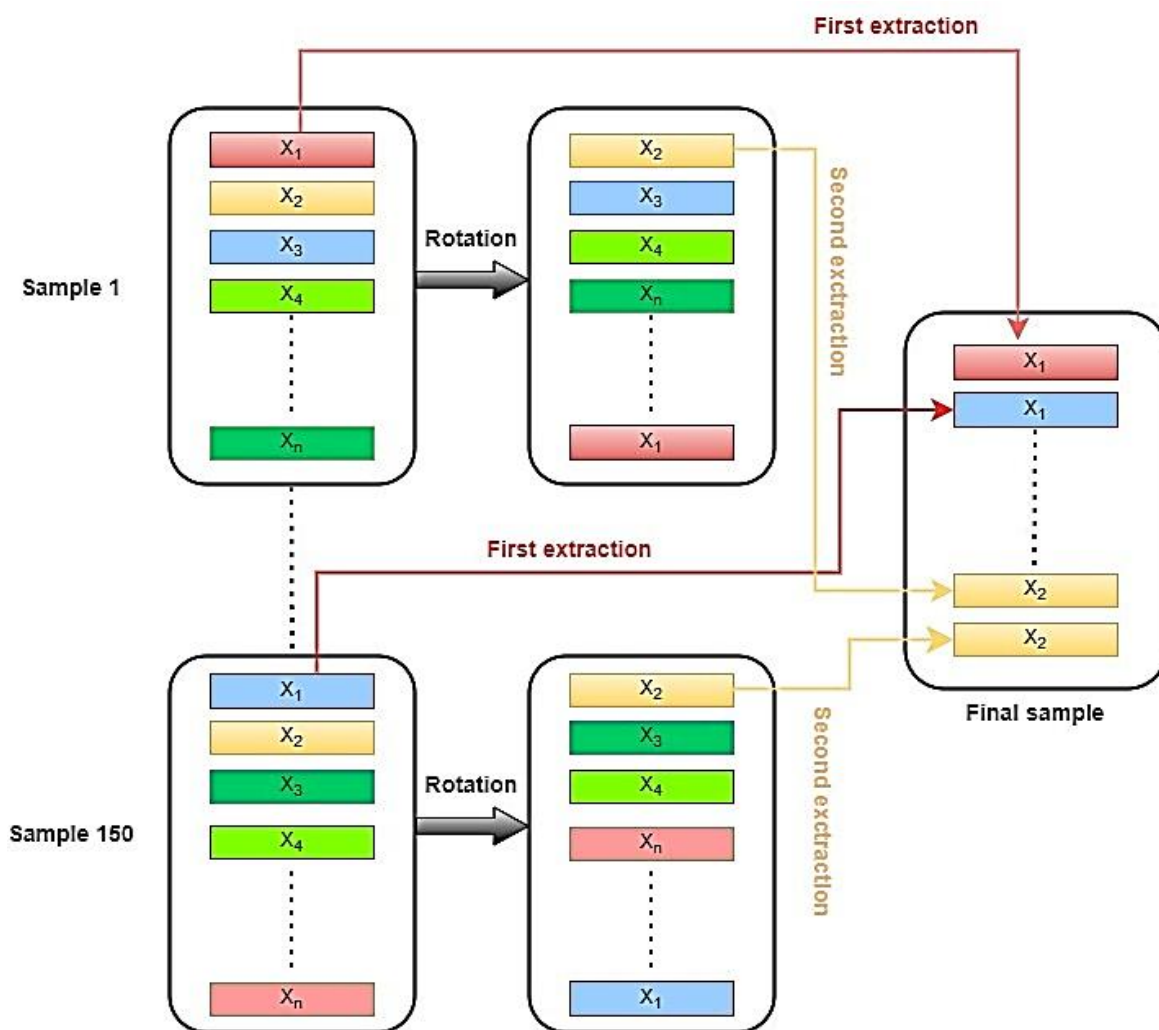 First extraction
X1
X2
X3
X4
Xn
Sample 1
Rotation
X2
X3
X4
Xn
X1
Second exctraction
X1
X1
X2
X2
Final sample
First extraction
X1
X2
X3
X4
Xn
Sample 150
Rotation
X2
X3
X4
Xn
X1
Second exctraction